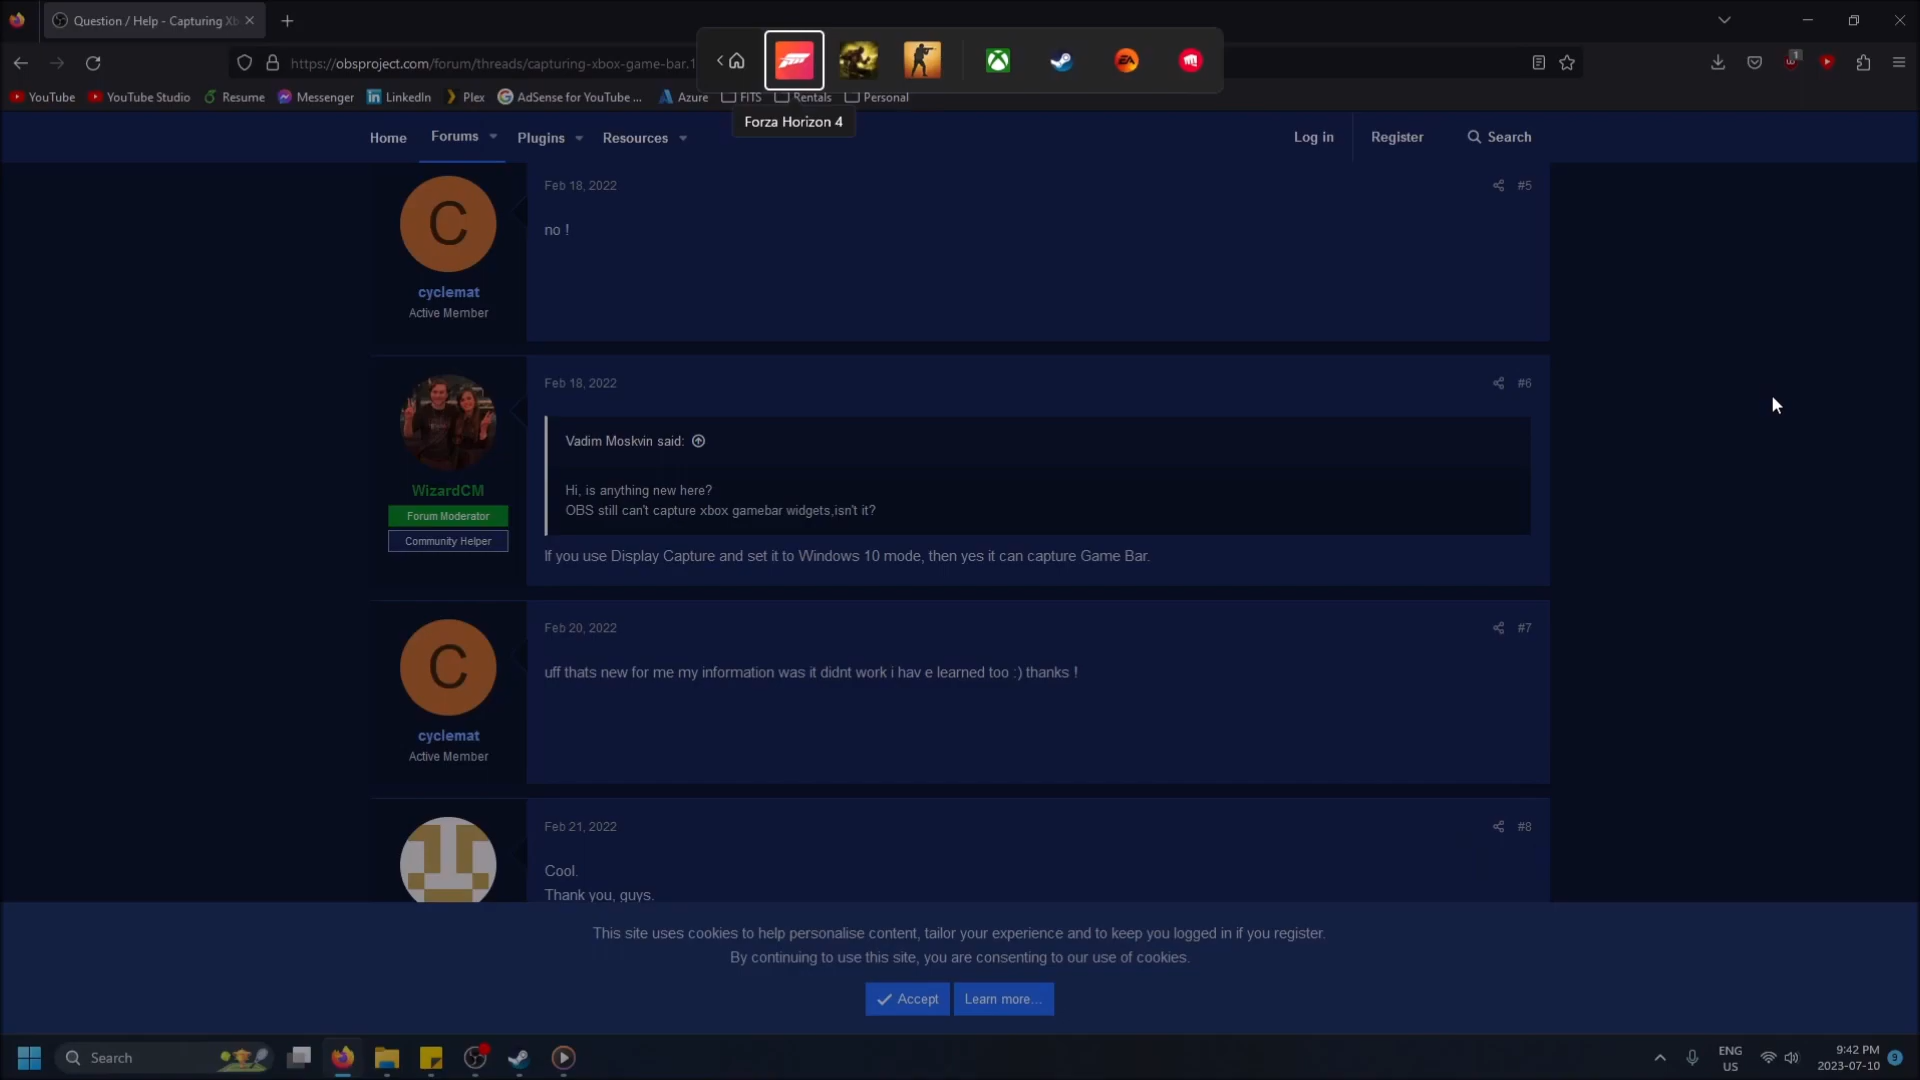 Question / Help - Capturing Xb
https://obsproject.com/forum/threads/capturing-xbox-game-bar.1
1
YouTube
YouTube Studio
Resume
Messenger
LinkedIn
Plex
AdSense for YouTube ...
Azure
FITS
Rentals
Personal
Forza Horizon 4
Home
Forums
Plugins
Resources
Log in
Register
Search
Feb 18, 2022
#5
C
no !
cyclemat
Active Member
Feb 18, 2022
#6
Vadim Moskvin said:
Hi, is anything new here?
OBS still can't capture xbox gamebar widgets,isn't it?
WizardCM
Forum Moderator
Community Helper
If you use Display Capture and set it to Windows 10 mode, then yes it can capture Game Bar.
Feb 20, 2022
#7
C
uff thats new for me my information was it didnt work i hav e learned too :) thanks !
cyclemat
Active Member
Feb 21, 2022
#8
Cool.
Thank you, guys.
This site uses cookies to help personalise content, tailor your experience and to keep you logged in if you register.
By continuing to use this site, you are consenting to our use of cookies.
Accept
Learn more...
Search
ENG
US
9:42 PM
2023-07-10
9
EA